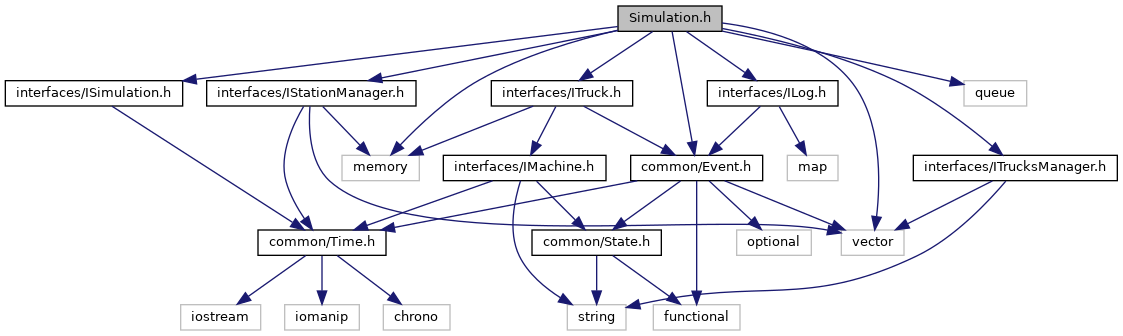 Simulation.h
interfaces/ISimulation.h
interfaces/IStationManager.h
interfaces/ITruck.h
interfaces/ILog.h
queue
memory
interfaces/IMachine.h
common/Event.h
map
interfaces/ITrucksManager.h
common/Time.h
common/State.h
optional
vector
iostream
iomanip
chrono
string
functional